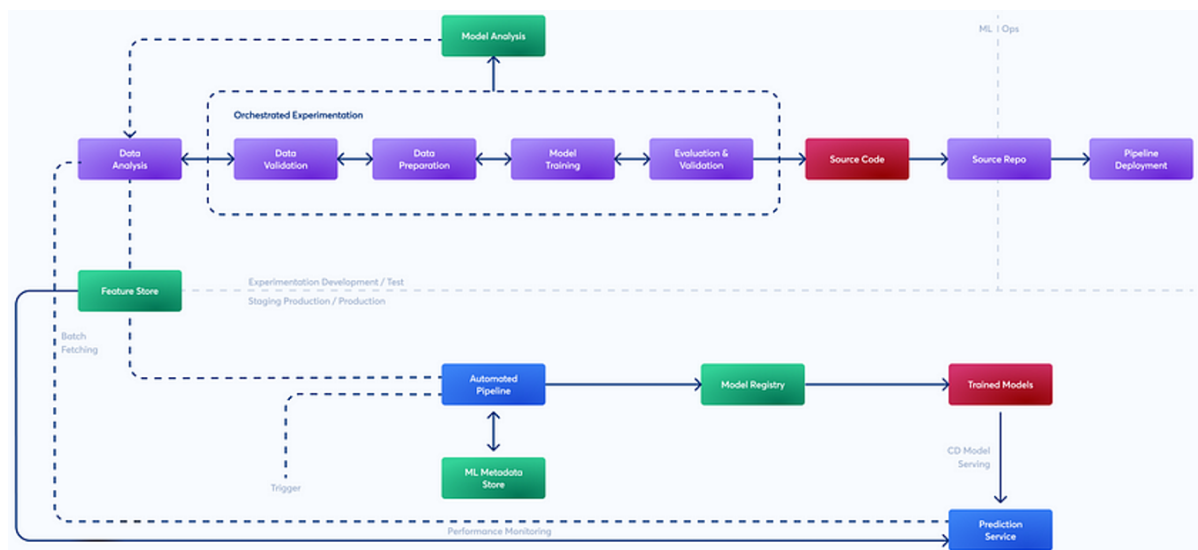 Model Analysis
ML Ops
Orchestrated Experimentation
Data
Analysis
Data
Validation
Data
Preparation
Model
Training
Evaluation &
Validation
Source Code
Source Repo
Pipeline
Deployment
Feature Store
Experimentation Development / Test
Staging Production / Production
Batch
Fetching
Automated
Pipeline
Model Registry
Trained Models
CD Model
Serving
ML Metadata
Store
Trigger
Performance Monitoring
Prediction
Service